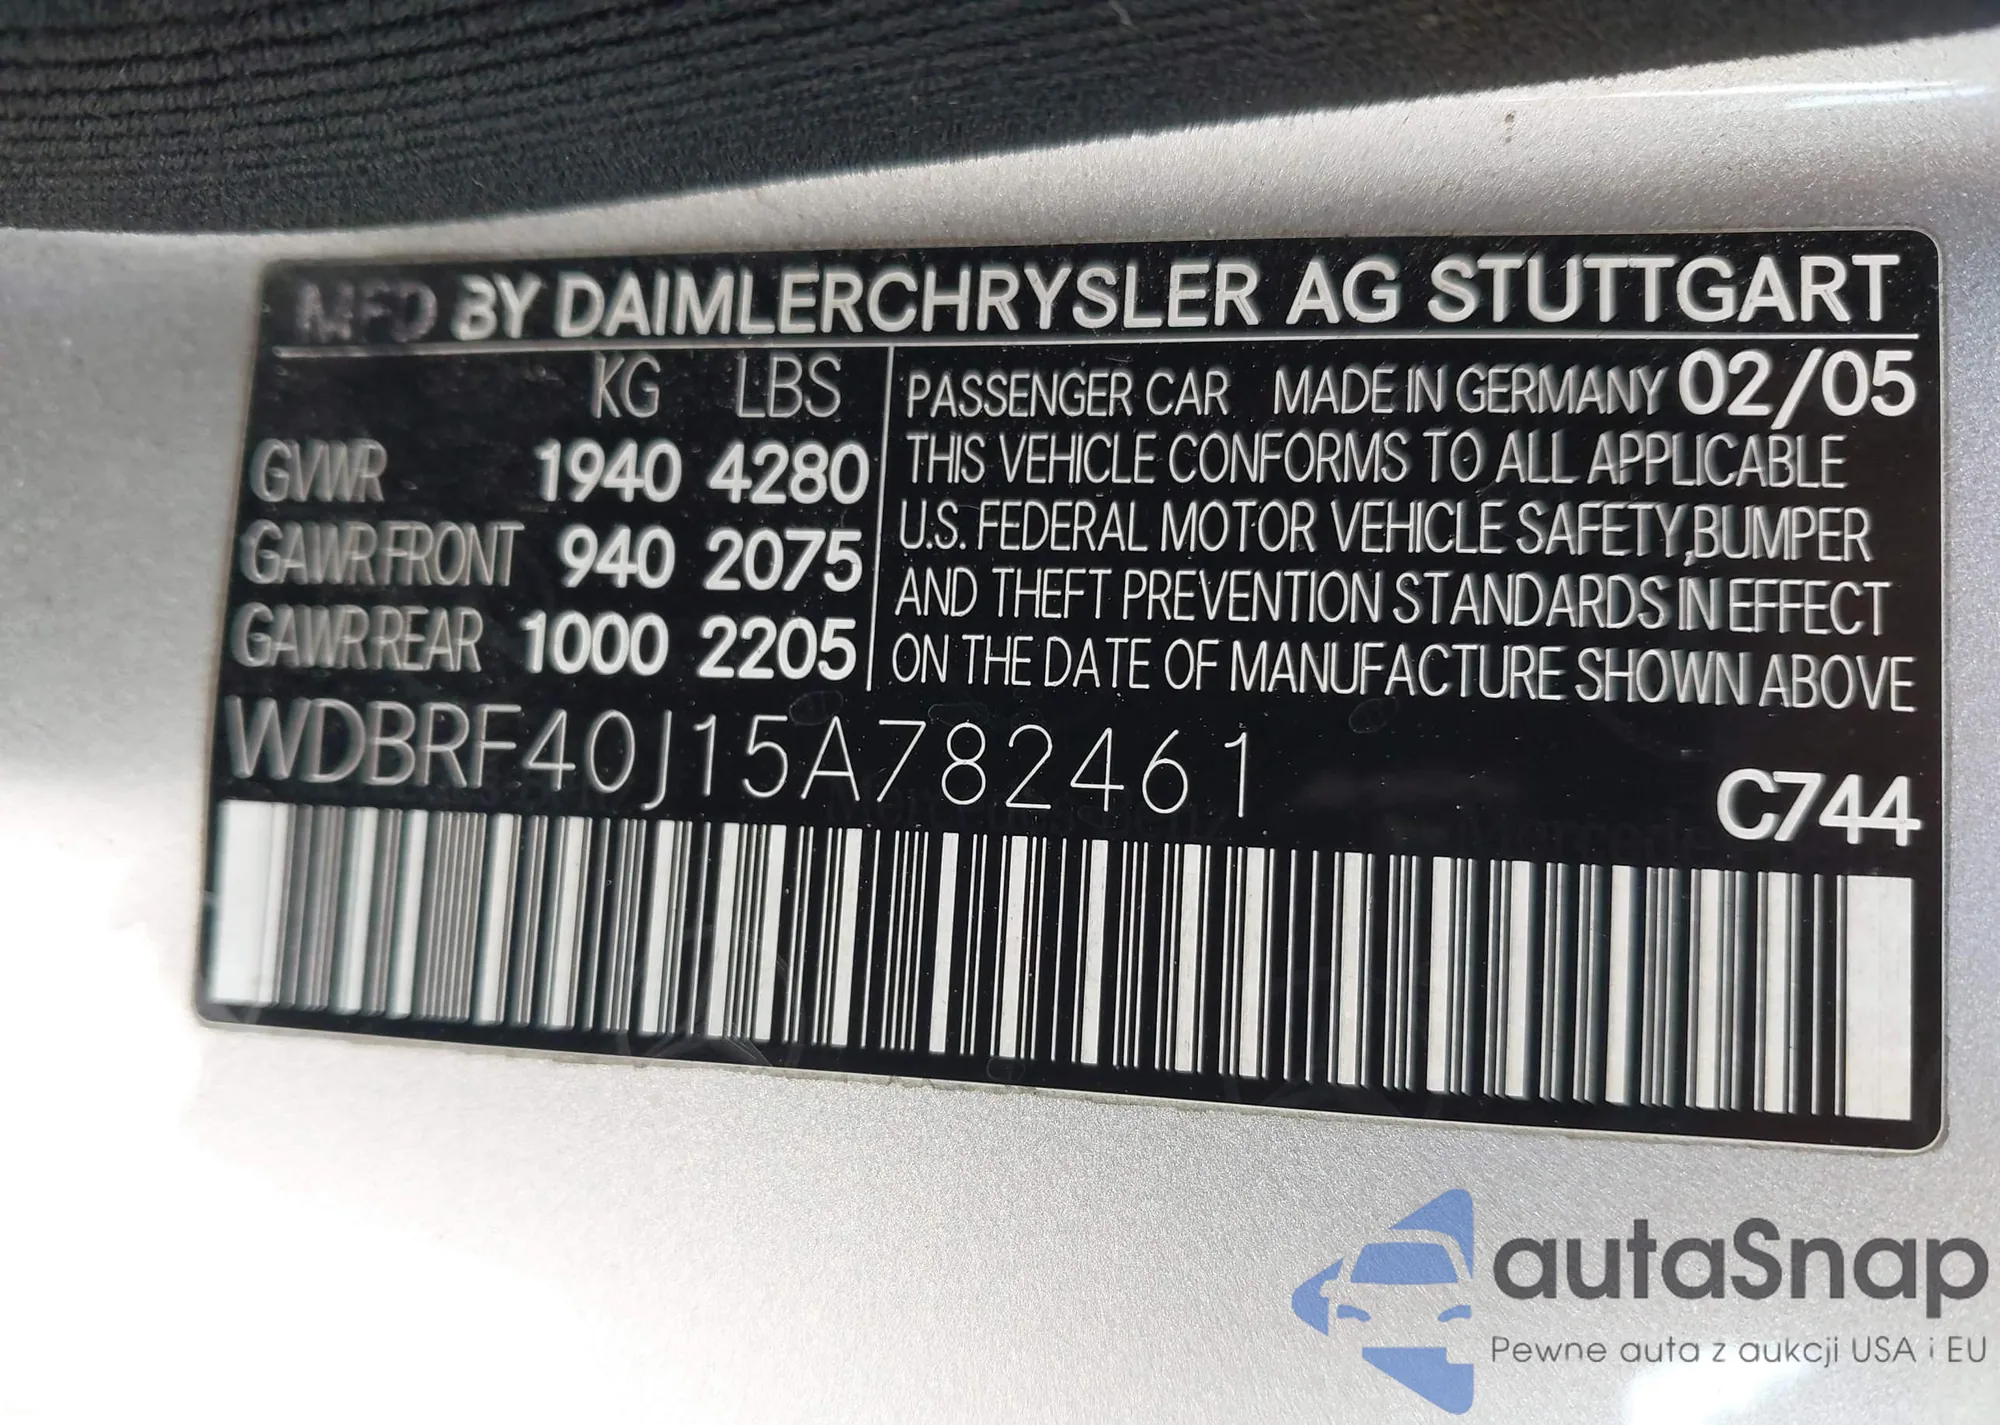 MFD BY DAIMLERCHRYSLER AG STUTTGART
KG LBS
GVWR 1940 4280
GAWR FRONT 940 2075
GAWR REAR 1000 2205
PASSENGER CAR MADE IN GERMANY 02/05
THIS VEHICLE CONFORMS TO ALL APPLICABLE
U.S. FEDERAL MOTOR VEHICLE SAFETY, BUMPER
AND THEFT PREVENTION STANDARDS IN EFFECT
ON THE DATE OF MANUFACTURE SHOWN ABOVE
WDBRF40J15A782461
C744
autaSnap
Pewne auta z aukcji USA i EU